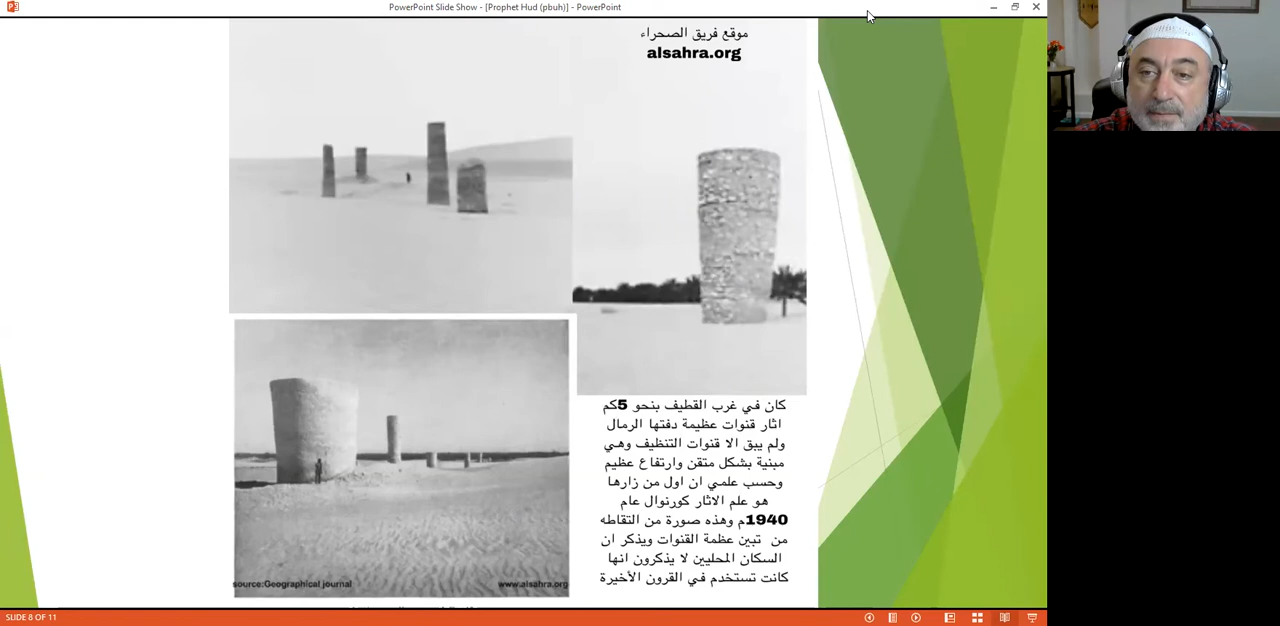 PowerPoint Slide Show - [Prophet Hud (pbuh)] - PowerPoint
موقع فريق الصحراء
alsahra.org
كان في غرب القطيف بنحو 5كم
اثار قنوات عظيمة دفتها الرمال
ولم يبق الا قنوات التنظيف وهي
مبنية بشكل متقن وارتفاع عظيم
وحسب علمي ان اول من زارها
هو علم الاثار كورنوال عام
1940م وهذه صورة من التقاطه
من تبين عظمة القنوات ويذكر ان
السكان المحليين لا يذكرون انها
كانت تستخدم في القرون الأخيرة
source:Geographical journal
www.alsahra.org
SLIDE 8 OF 11